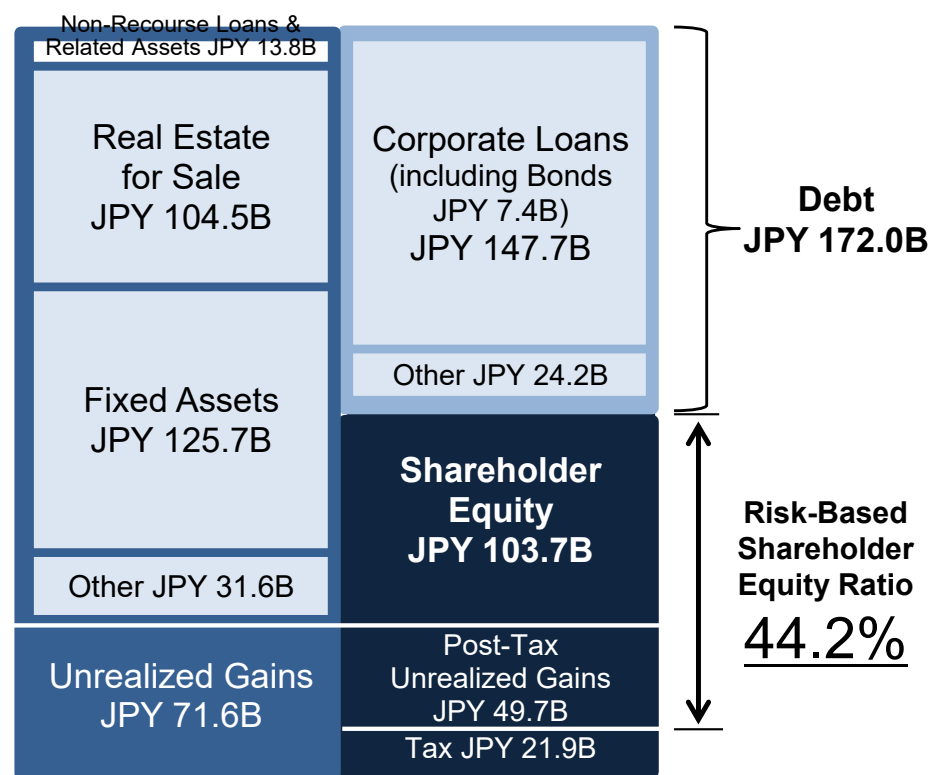 Non-Recourse Loans &
Related Assets JPY 13.8B
Real Estate
for Sale
JPY 104.5B
Fixed Assets
JPY 125.7B
Other JPY 31.6B
Unrealized Gains
JPY 71.6B
Corporate Loans
(including Bonds
JPY 7.4B)
JPY 147.7B
Other JPY 24.2B
Shareholder
Equity
JPY 103.7B
Post-Tax
Unrealized Gains
JPY 49.7B
Tax JPY 21.9B
Debt
JPY 172.0B
Risk-Based
Shareholder
Equity Ratio
44.2%